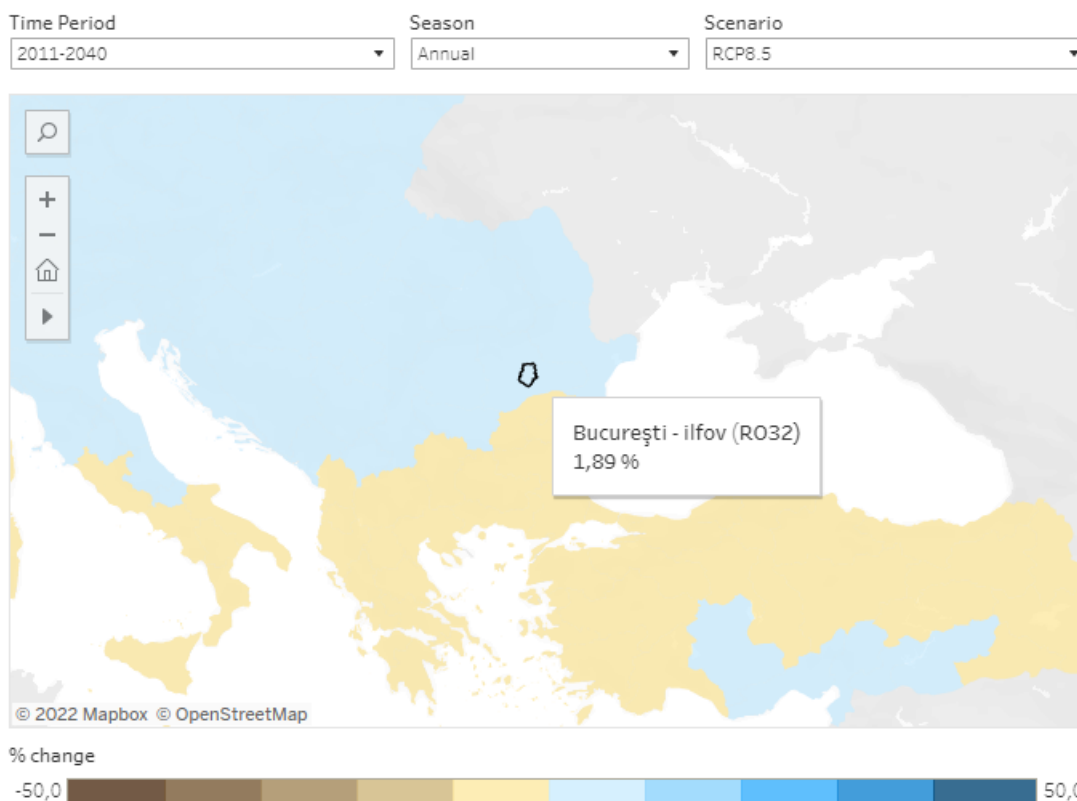 Time Period
Season
Scenario
2011-2040
Annual
RCP8.5
Bucureşti - ilfov (RO32)
1,89 %
© 2022 Mapbox © OpenStreetMap
% change
-50,0
50,0